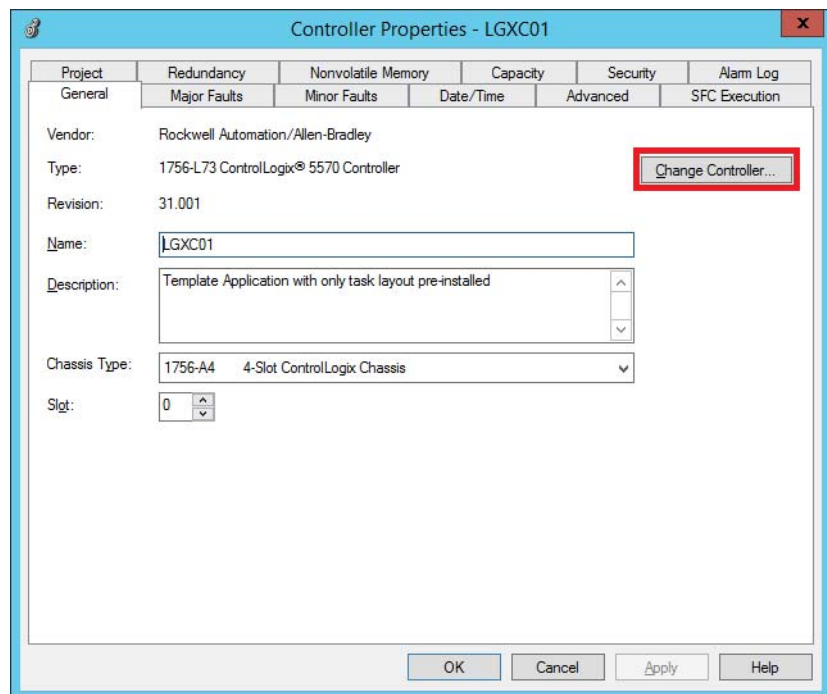 Controller Properties - LGXC01
x
Project Redundancy Nonvolatile Memory Capacity Security Alarm Log
General Major Faults Minor Faults Date/Time Advanced SFC Execution
Vendor: Rockwell Automation/Allen-Bradley
Type: 1756-L73 ControlLogix® 5570 Controller Change Controller...
Revision: 31.001
Name: LGXC01
Description: Template Application with only task layout pre-installed
Chassis Type: 1756-A4 4-Slot ControlLogix Chassis
Slot: 0
OK Cancel Apply Help